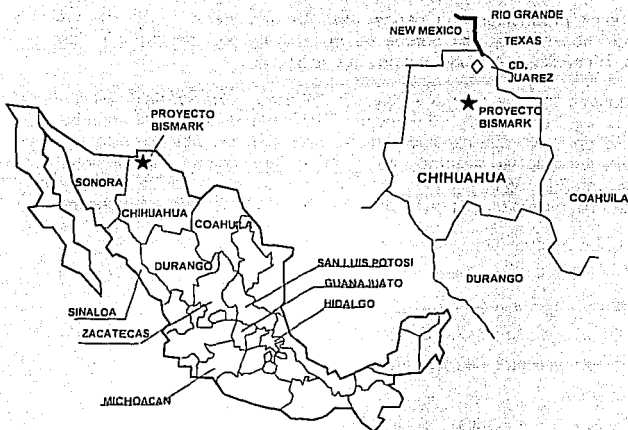 RIO GRANDE
NEW MEXICO
TEXAS
CD.
JUAREZ
PROYECTO
BISMARK
CHIHUAHUA
COAHUILA
DURANGO
PROYECTO
BISMARK
SONORA
CHIHUAHUA
COAHUILA
DURANGO
SAN LUIS POTOSI
GUANAJUATO
HIDALGO
SINALOA
ZACATECAS
MICHOACAN